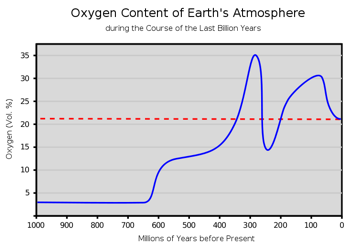 Oxygen Content of Earth's Atmosphere
during the Course of the Last Billion Years
Oxygen (Vol. %)
35
30
25
20
15
10
5
1000 900 800 700 600 500 400 300 200 100 0
Millions of Years before Present